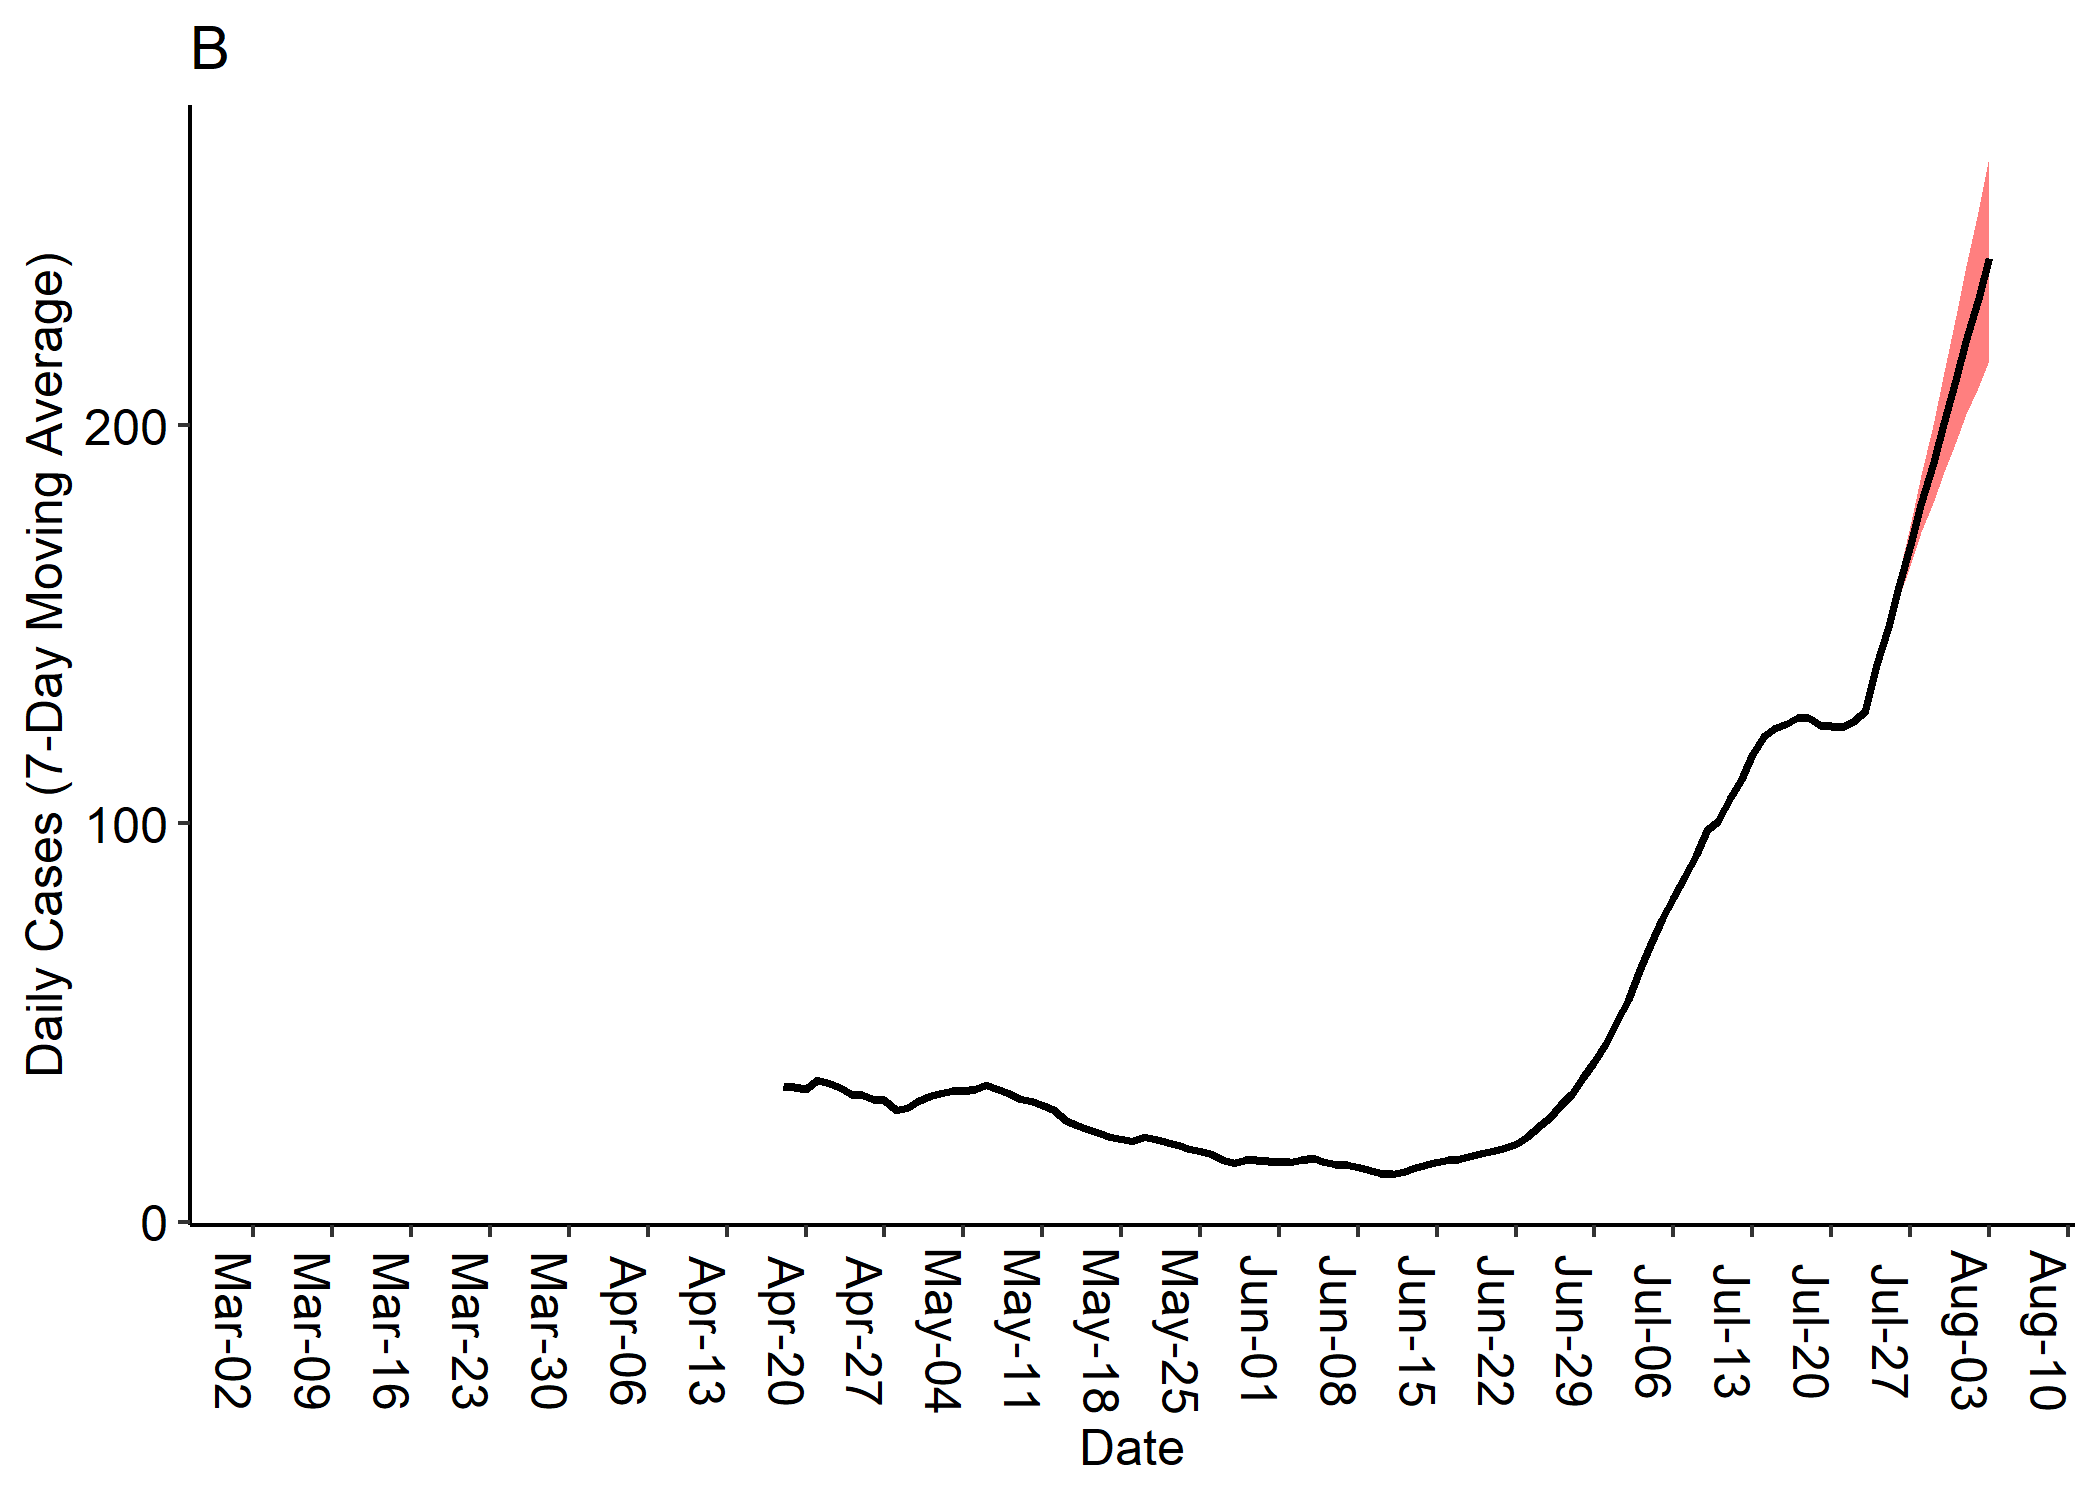 B
Daily Cases (7-Day Moving Average)
200
100
0
Mar-02
Mar-09
Mar-16
Mar-23
Mar-30
Apr-06
Apr-13
Apr-20
Apr-27
May-04
May-11
May-18
May-25
Jun-01
Jun-08
Jun-15
Jun-22
Jun-29
Jul-06
Jul-13
Jul-20
Jul-27
Aug-03
Aug-10
Date